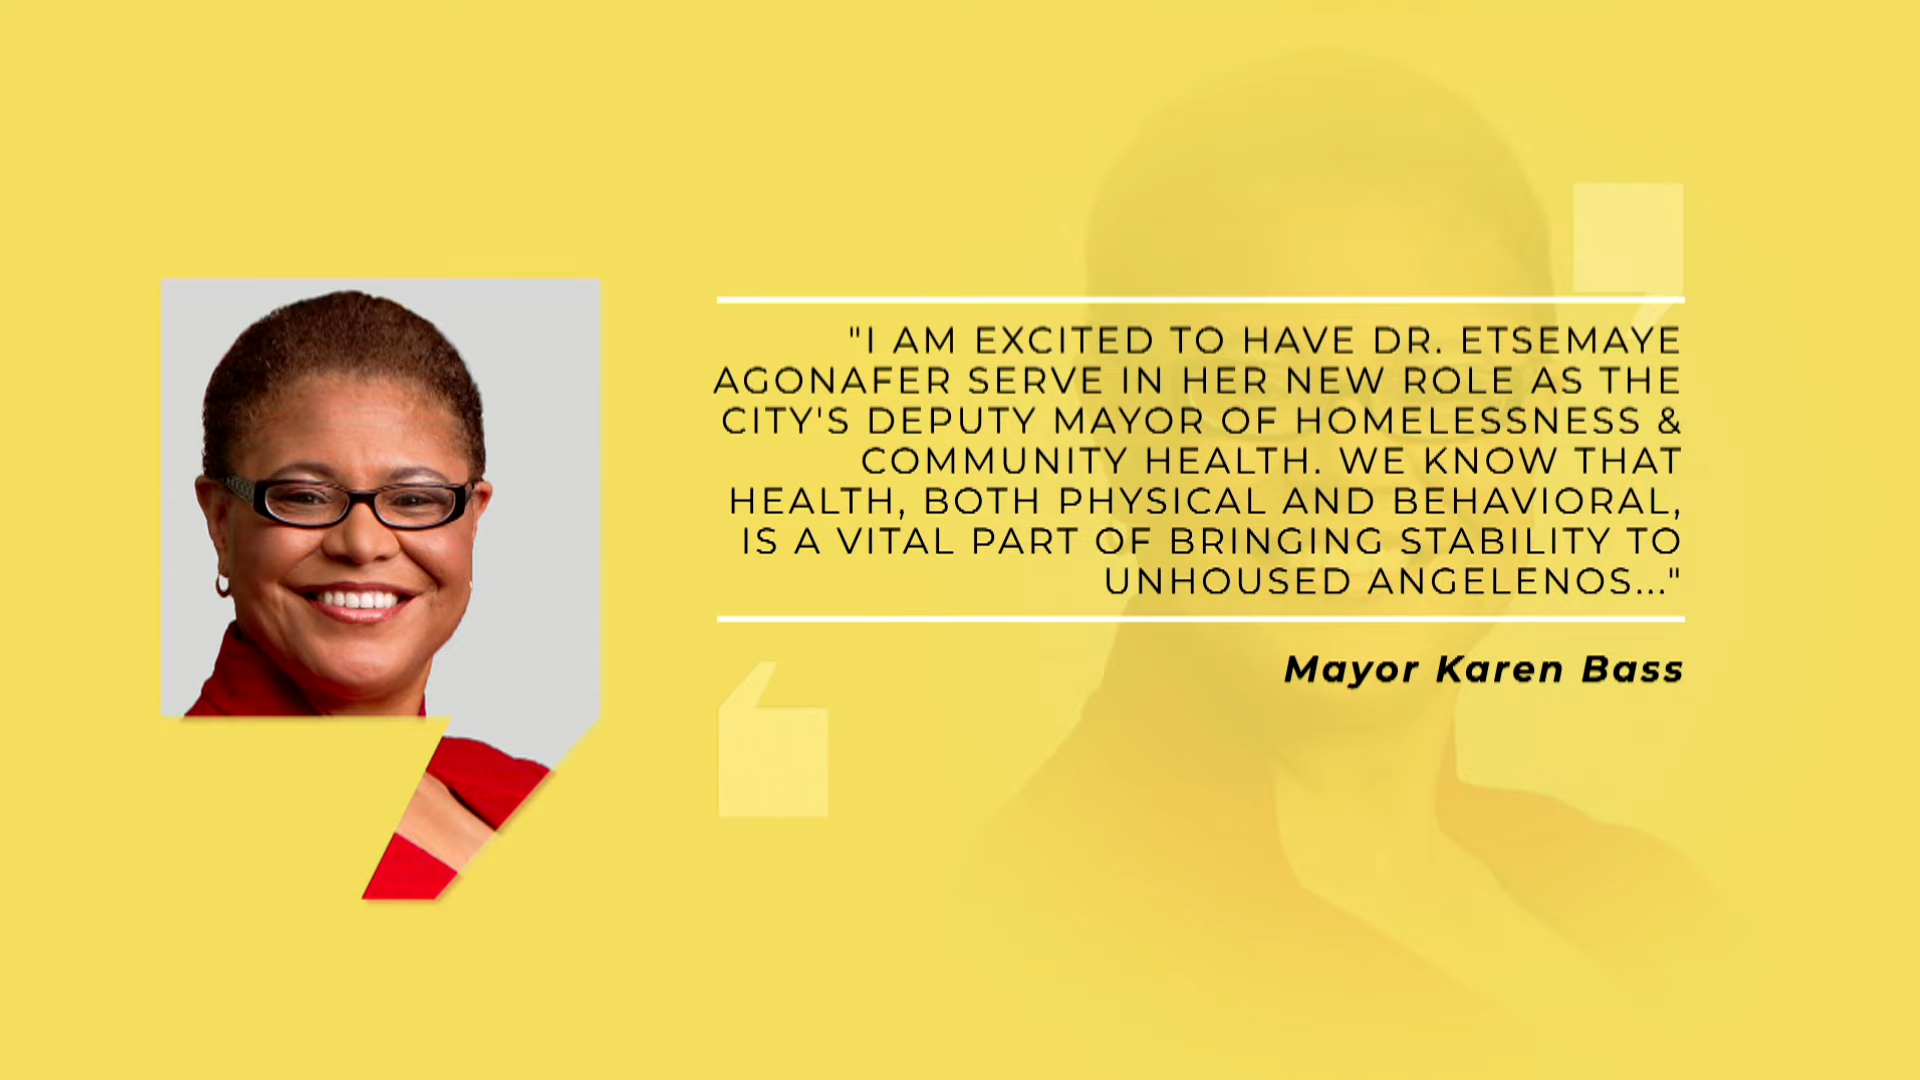 "I AM EXCITED TO HAVE DR. ETSEMAYE
AGONAFER SERVE IN HER NEW ROLE AS THE
CITY'S DEPUTY MAYOR OF HOMELESSNESS &
COMMUNITY HEALTH. WE KNOW THAT
HEALTH, BOTH PHYSICAL AND BEHAVIORAL,
IS A VITAL PART OF BRINGING STABILITY TO
UNHOUSED ANGELENOS..."
Mayor Karen Bass